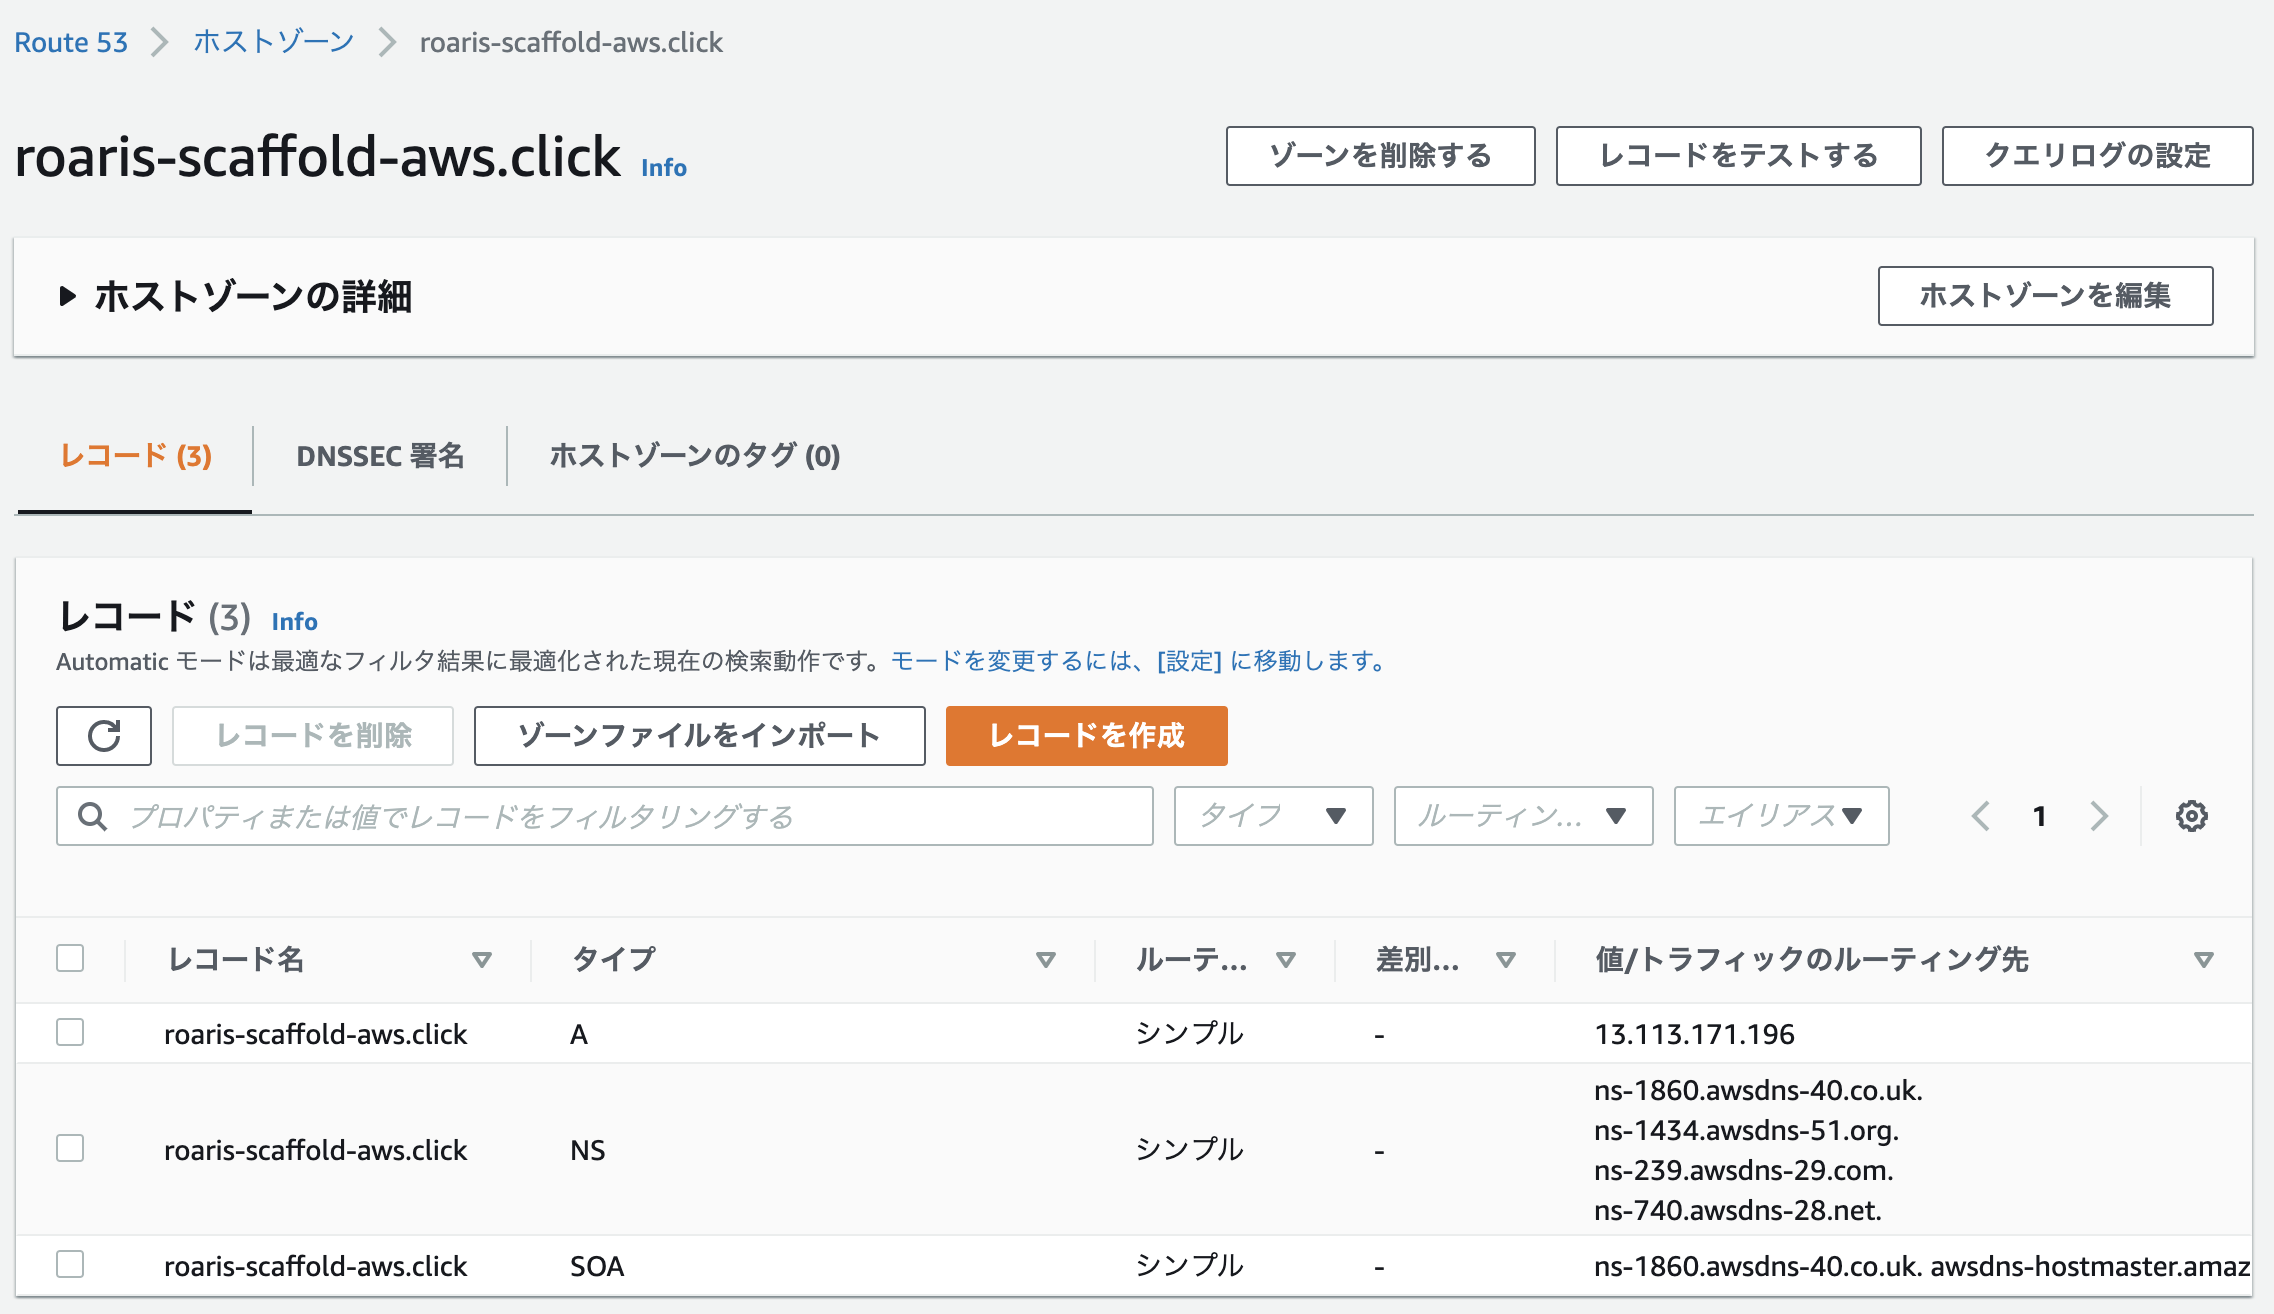 Route 53 > ホストゾーン > roaris-scaffold-aws.click
roaris-scaffold-aws.click Info
ゾーンを削除する レコードをテストする クエリログの設定
ホストゾーンの詳細 ホストゾーンを編集
レコード (3) DNSSEC 署名 ホストゾーンのタグ (0)
レコード (3) Info
Automatic モードは最適なフィルタ結果に最適化された現在の検索動作です。モードを変更するには、[設定] に移動します。
レコードを削除 ゾーンファイルをインポート レコードを作成
プロパティまたは値でレコードをフィルタリングする タイプ ルーティン... エイリアス 1
レコード名 タイプ ルーテ... 差別... 値/トラフィックのルーティング先
roaris-scaffold-aws.click A シンプル - 13.113.171.196
roaris-scaffold-aws.click NS シンプル - ns-1860.awsdns-40.co.uk.
ns-1434.awsdns-51.org.
ns-239.awsdns-29.com.
ns-740.awsdns-28.net.
roaris-scaffold-aws.click SOA シンプル - ns-1860.awsdns-40.co.uk. awsdns-hostmaster.amaz